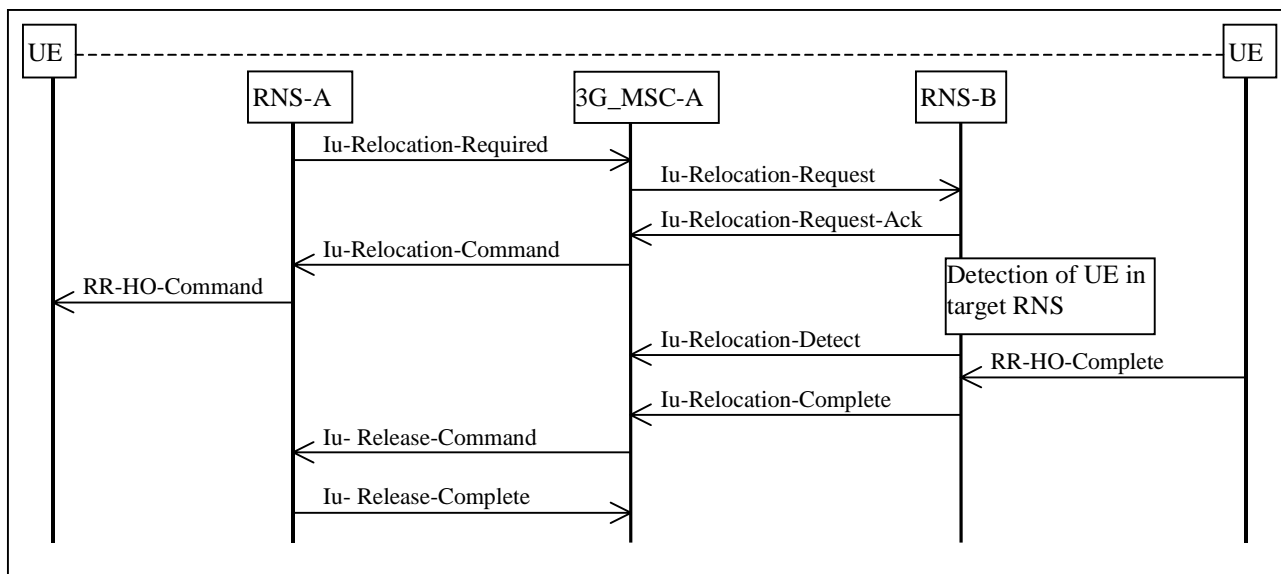 UE
UE
RNS-A
3G_MSC-A
RNS-B
Iu-Relocation-Required
Iu-Relocation-Request
Iu-Relocation-Request-Ack
Iu-Relocation-Command
RR-HO-Command
Detection of UE in
target RNS
Iu-Relocation-Detect
RR-HO-Complete
Iu-Relocation-Complete
Iu- Release-Command
Iu- Release-Complete